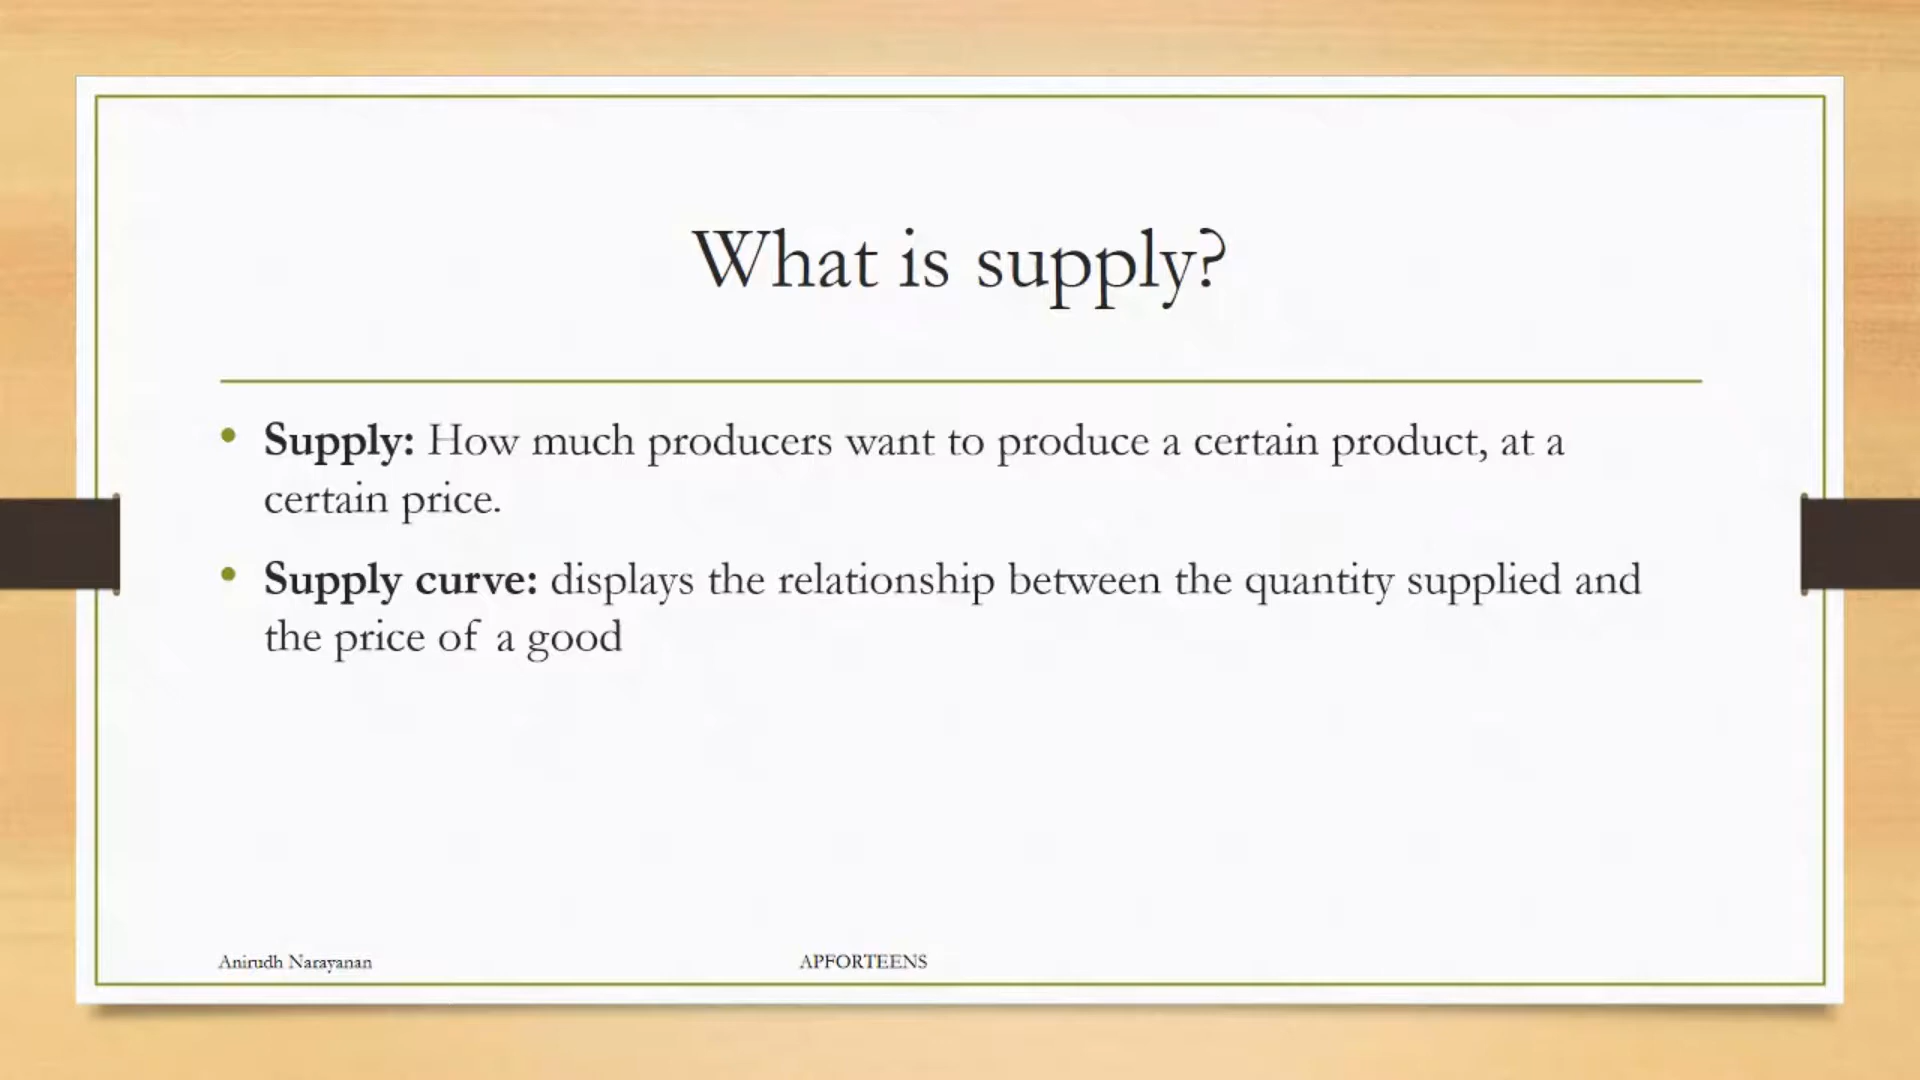 What is supply?
• Supply: How much producers want to produce a certain product, at a
certain price.
• Supply curve: displays the relationship between the quantity supplied and
the price of a good
Anirudh Narayanan
APFORTEENS